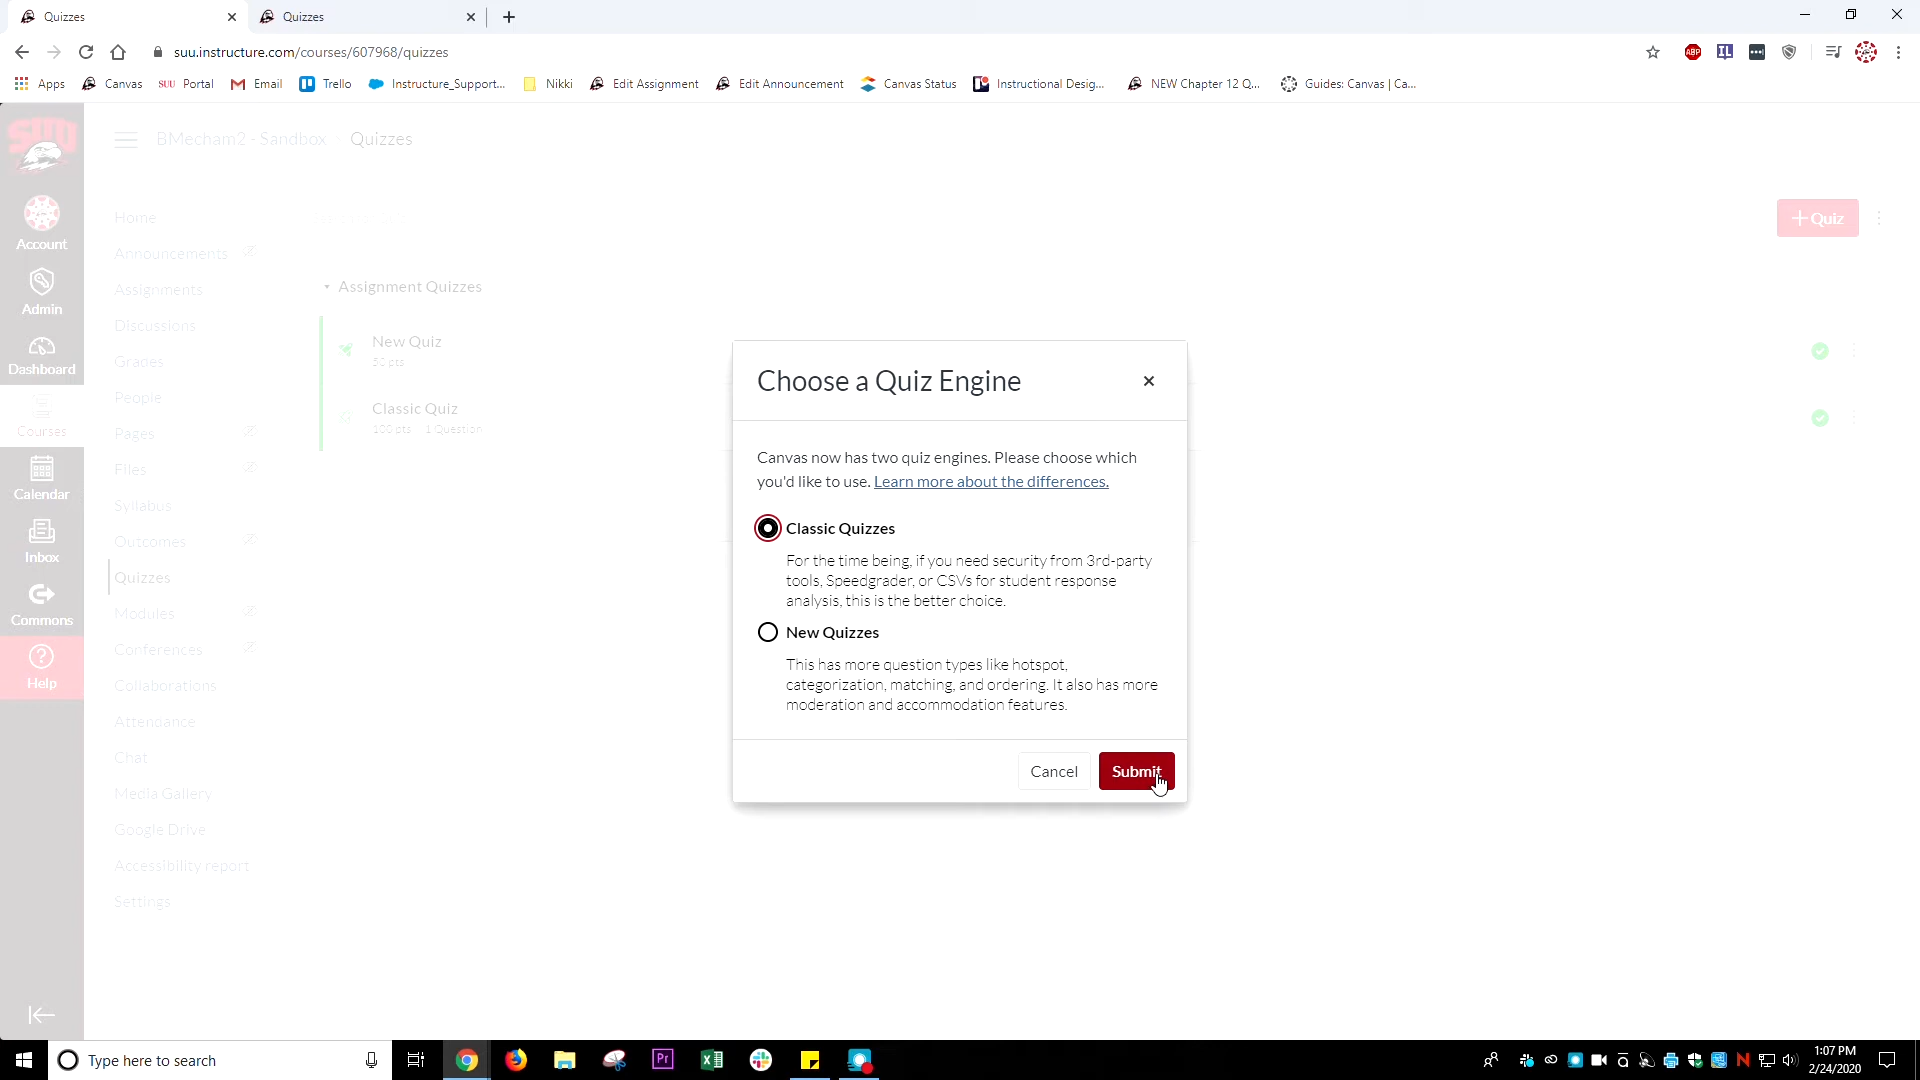 Quizzes
Quizzes
suu.instructure.com/courses/607968/quizzes
ABP
IL
Apps
Canvas
SUU Portal
Email
Trello
Instructure_Support...
Nikki
Edit Assignment
Edit Announcement
Canvas Status
Instructional Desig...
NEW Chapter 12 Q...
Guides: Canvas | Ca...
SUU
Account
Admin
Dashboard
Courses
Calendar
Inbox
Commons
Help
BMecham2 - Sandbox
Quizzes
Home
Announcements
Assignments
Discussions
Grades
People
Pages
Files
Syllabus
Outcomes
Quizzes
Modules
Conferences
Collaborations
Attendance
Chat
Media Gallery
Google Drive
Accessibility report
Settings
+ Quiz
Assignment Quizzes
New Quiz
50 pts
Classic Quiz
100 pts 1 Question
Choose a Quiz Engine
Canvas now has two quiz engines. Please choose which
you'd like to use. Learn more about the differences.
Classic Quizzes
For the time being, if you need security from 3rd-party
tools, Speedgrader, or CSVs for student response
analysis, this is the better choice.
New Quizzes
This has more question types like hotspot,
categorization, matching, and ordering. It also has more
moderation and accommodation features.
Cancel
Submit
Type here to search
Pr
1:07 PM
2/24/2020